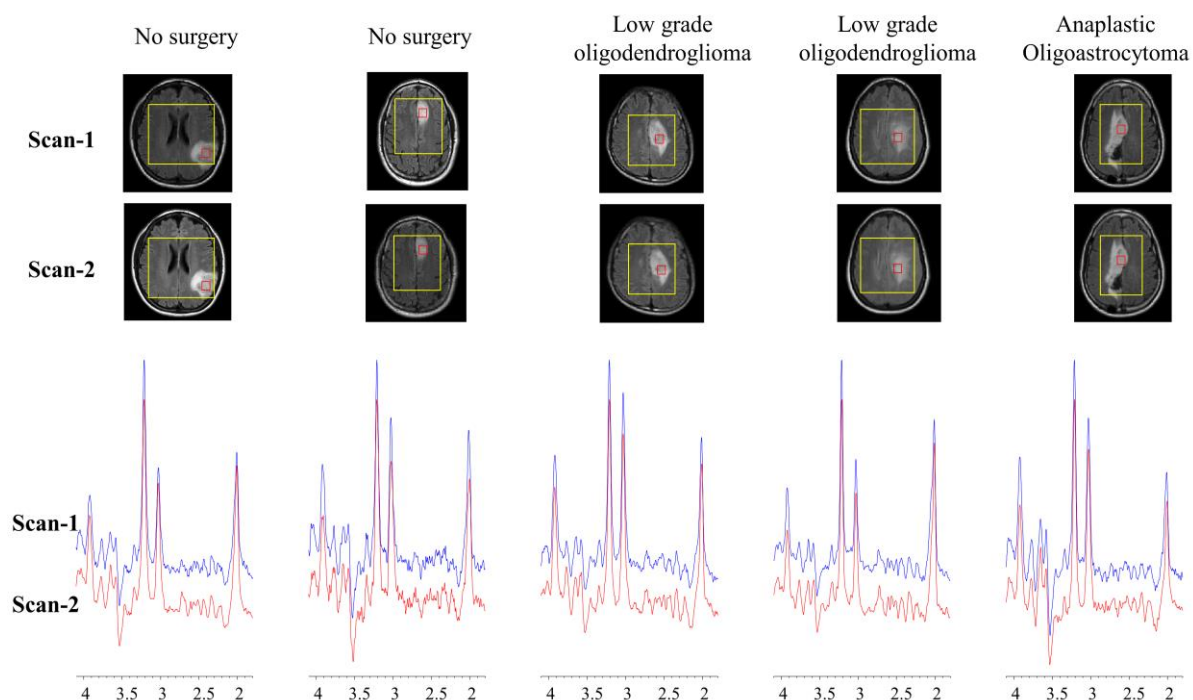 No surgery
No surgery
Low grade
oligodendroglioma
Low grade
oligodendroglioma
Anaplastic
Oligoastrocytoma
Scan-1
Scan-2
Scan-1
Scan-2
4 3.5 3 2.5 2
4 3.5 3 2.5 2
4 3.5 3 2.5 2
4 3.5 3 2.5 2
4 3.5 3 2.5 2